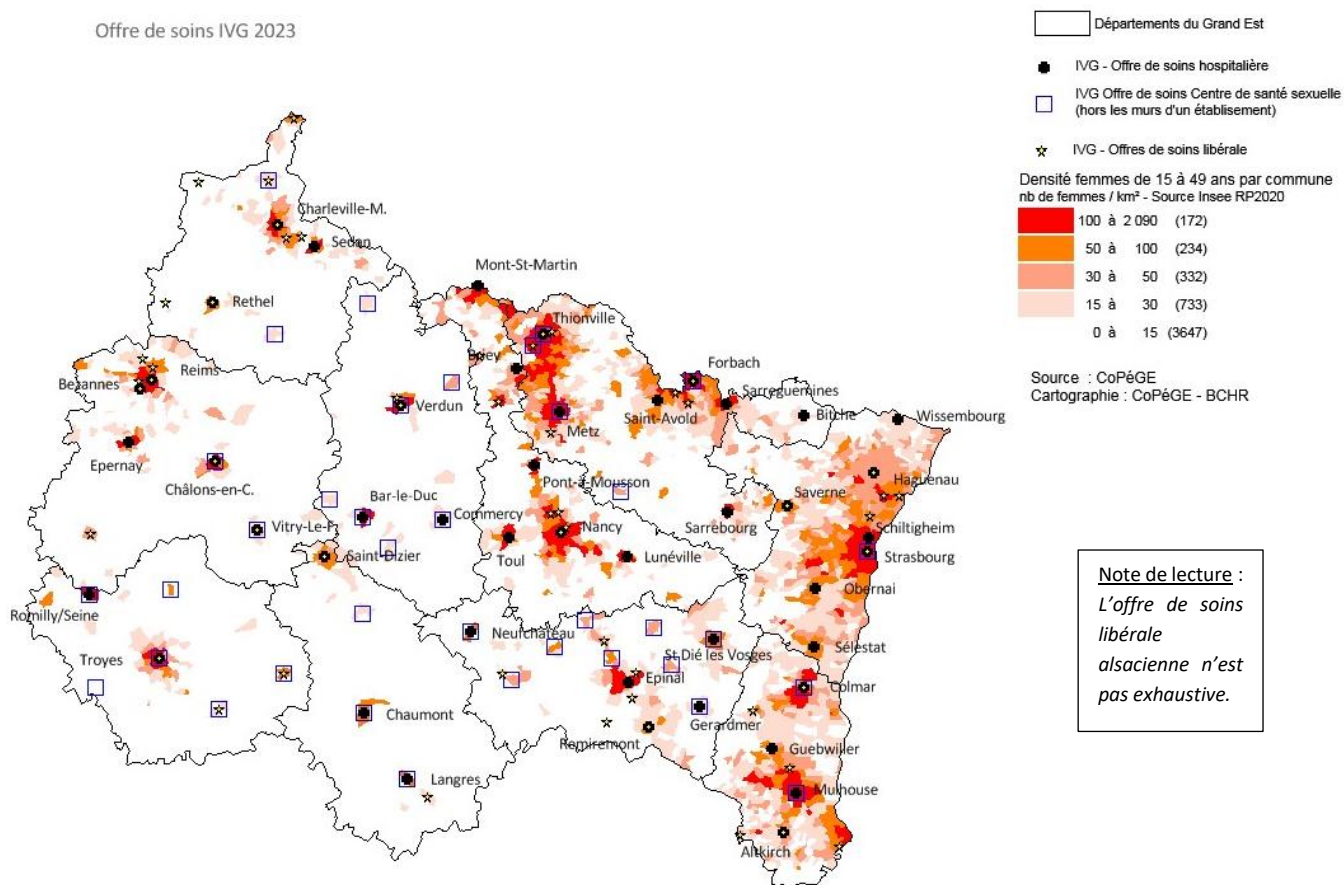 Offre de soins IVG 2023
Départements du Grand Est
IVG - Offre de soins hospitalière
IVG Offre de soins Centre de santé sexuelle
(hors les murs d'un établisement)
IVG - Offres de soins libérale
Densité femmes de 15 à 49 ans par commune
nb de femmes / km² - Source Insee RP2020
100 à 2 090 (172)
50 à 100 (234)
30 à 50 (332)
15 à 30 (733)
0 à 15 (3647)
Source : CoPéGE
Cartographie : CoPéGE - BCHR
Note de lecture :
L'offre de soins
libérale
alsacienne n'est
pas exhaustive.
Charleville-M.
Sedan
Mont-St-Martin
Rethel
Thionville
Briey
Forbach
Reims
Bezannes
Sarreguemines
Verdun
Bitche
Wissembourg
Saint-Avold
Metz
Epernay
Haguenau
Pont-à-Mousson
Châlons-en-C.
Saverne
Bar-le-Duc
Commercy
Sarrebourg
Vitry-Le-F.
Nancy
Schiltigheim
Strasbourg
Saint-Dizier
Toul
Lunéville
Obernai
Romilly/Seine
Neufchateau
St Dié les Vosges
Sélestat
Troyes
Epinal
Colmar
Chaumont
Gerardmer
Remiremont
Guebwiller
Langres
Mulhouse
Altkirch